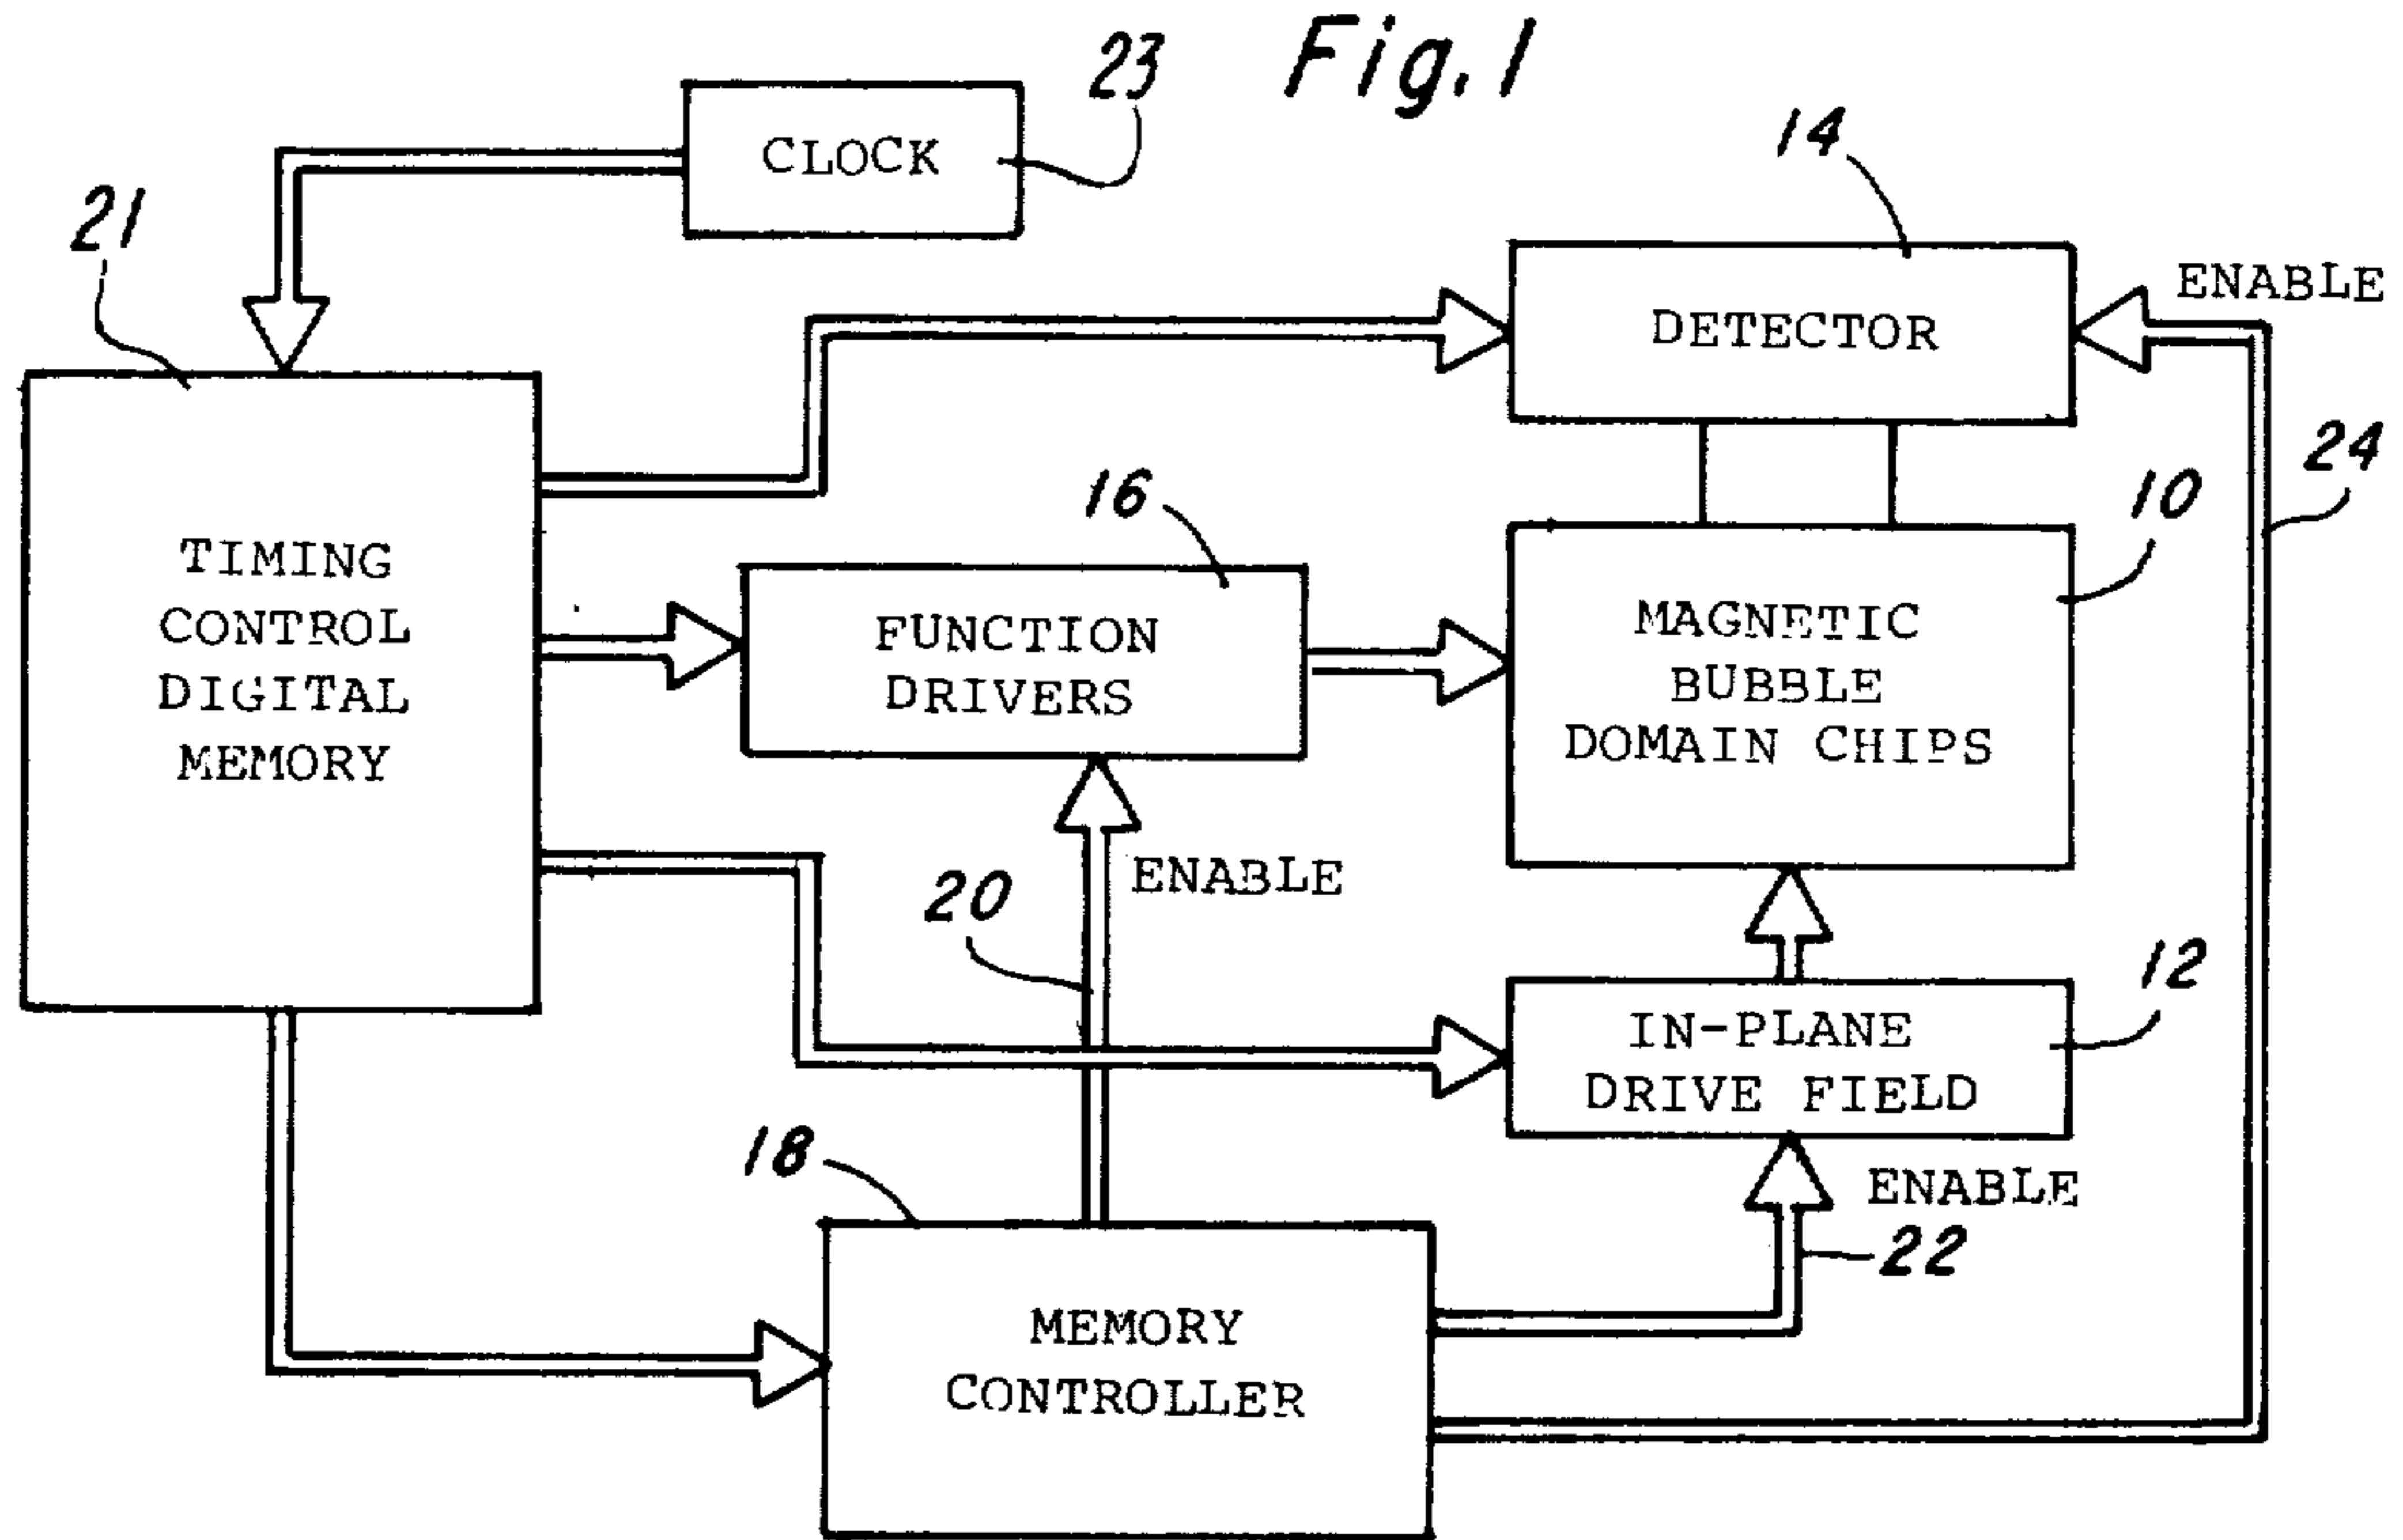 Fig. 1
23
CLOCK
14
21
ENABLE
DETECTOR
24
16
10
TIMING
CONTROL
DIGITAL
MEMORY
FUNCTION
DRIVERS
MAGNETIC
BUBBLE
DOMAIN CHIPS
20
ENABLE
12
IN-PLANE
DRIVE FIELD
18
ENABLE
22
MEMORY
CONTROLLER